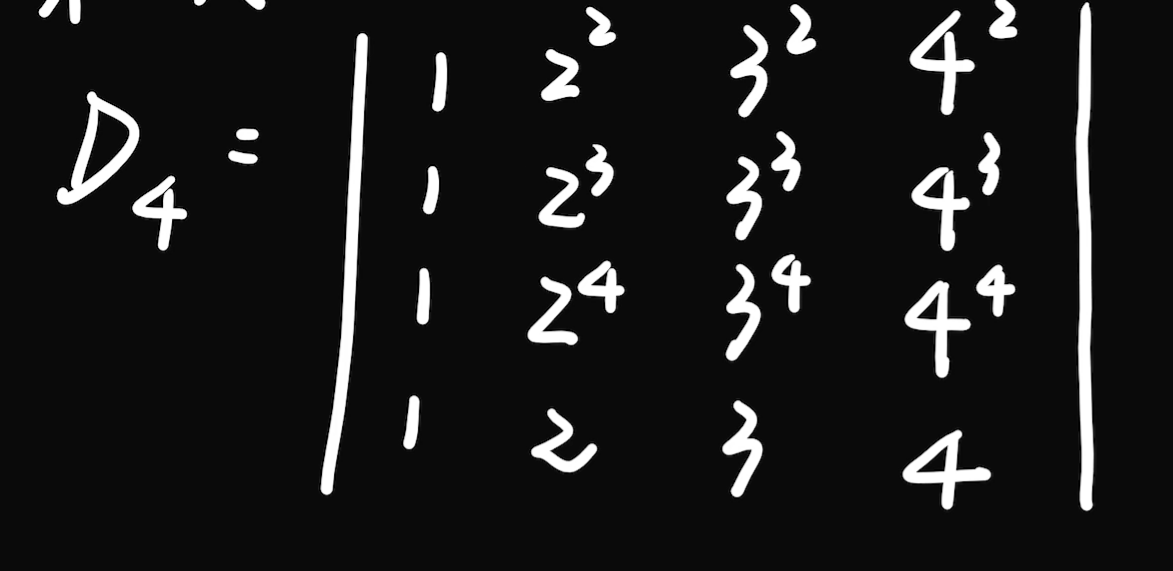 D₄ = | 1 2² 3² 4² |
| 1 2³ 3³ 4³ |
| 1 2⁴ 3⁴ 4⁴ |
| 1 2 3 4 |